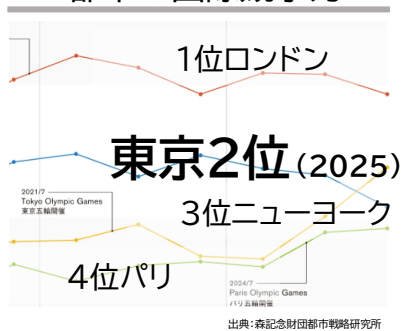 1位ロンドン
東京2位(2025)
2021/7
Tokyo Olympic Games
東京五輪開催
3位ニューヨーク
4位パリ
2024/7
Paris Olympic Games
パリ五輪開催
出典:森記念財団都市戦略研究所